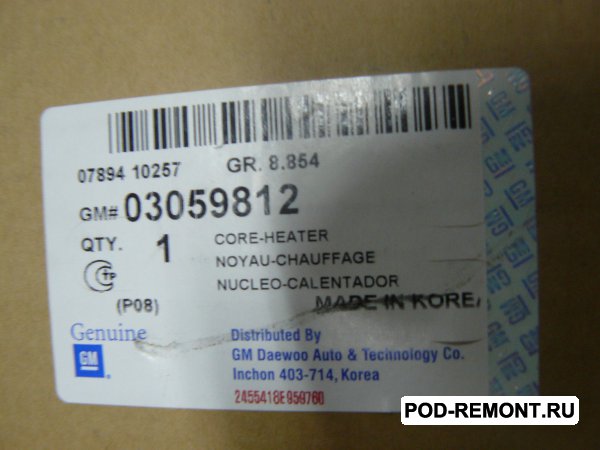 07894 10257 GR. 8.854
GM# 03059812
QTY. 1 CORE-HEATER
NOYAU-CHAUFFAGE
NUCLEO-CALENTADOR
(P08) MADE IN KOREA
Genuine
GM
Distributed By
GM Daewoo Auto & Technology Co.
Inchon 403-714, Korea
2455418E959760
POD-REMONT.RU